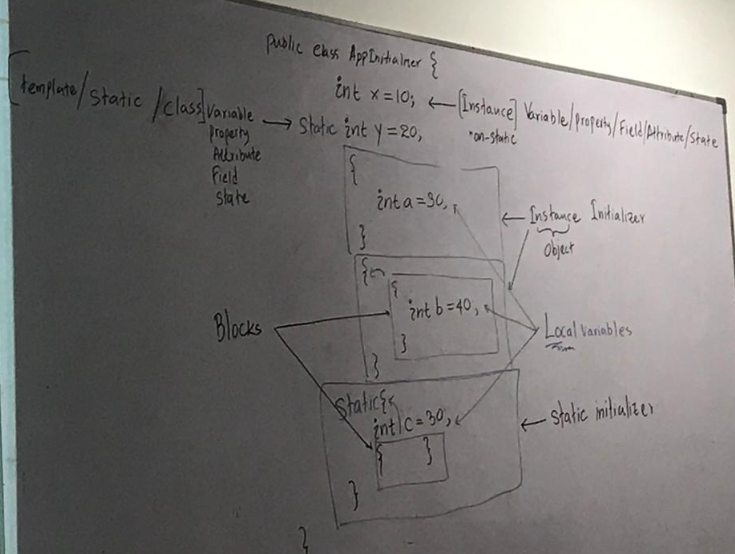 public class AppInitializer {
int x=10; ← [Instance] Variable/property/Field/Attribute/State
non-static
[template/Static/Class] Variable → Static int y=20;
Property
Attribute
Field
State
{
int a=30;
}
← Instance Initializer
Object
{
{
int b=40;
}
}
Blocks
Local variables
Static{
int c=30;
{ }
}
← Static initializer
}